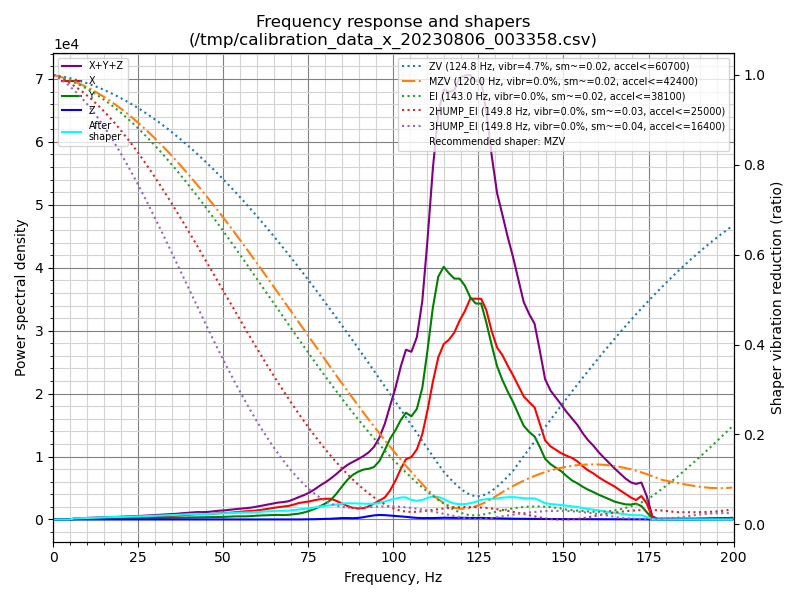 Frequency response and shapers
(/tmp/calibration_data_x_20230806_003358.csv)
1e4
X+Y+Z
X
Y
Z
After
shaper
ZV (124.8 Hz, vibr=4.7%, sm~=0.02, accel<=60700)
MZV (120.0 Hz, vibr=0.0%, sm~=0.02, accel<=42400)
EI (143.0 Hz, vibr=0.0%, sm~=0.02, accel<=38100)
2HUMP_EI (149.8 Hz, vibr=0.0%, sm~=0.03, accel<=25000)
3HUMP_EI (149.8 Hz, vibr=0.0%, sm~=0.04, accel<=16400)
Recommended shaper: MZV
7
6
5
4
3
2
1
0
Power spectral density
1.0
0.8
0.6
0.4
0.2
0.0
Shaper vibration reduction (ratio)
0 25 50 75 100 125 150 175 200
Frequency, Hz